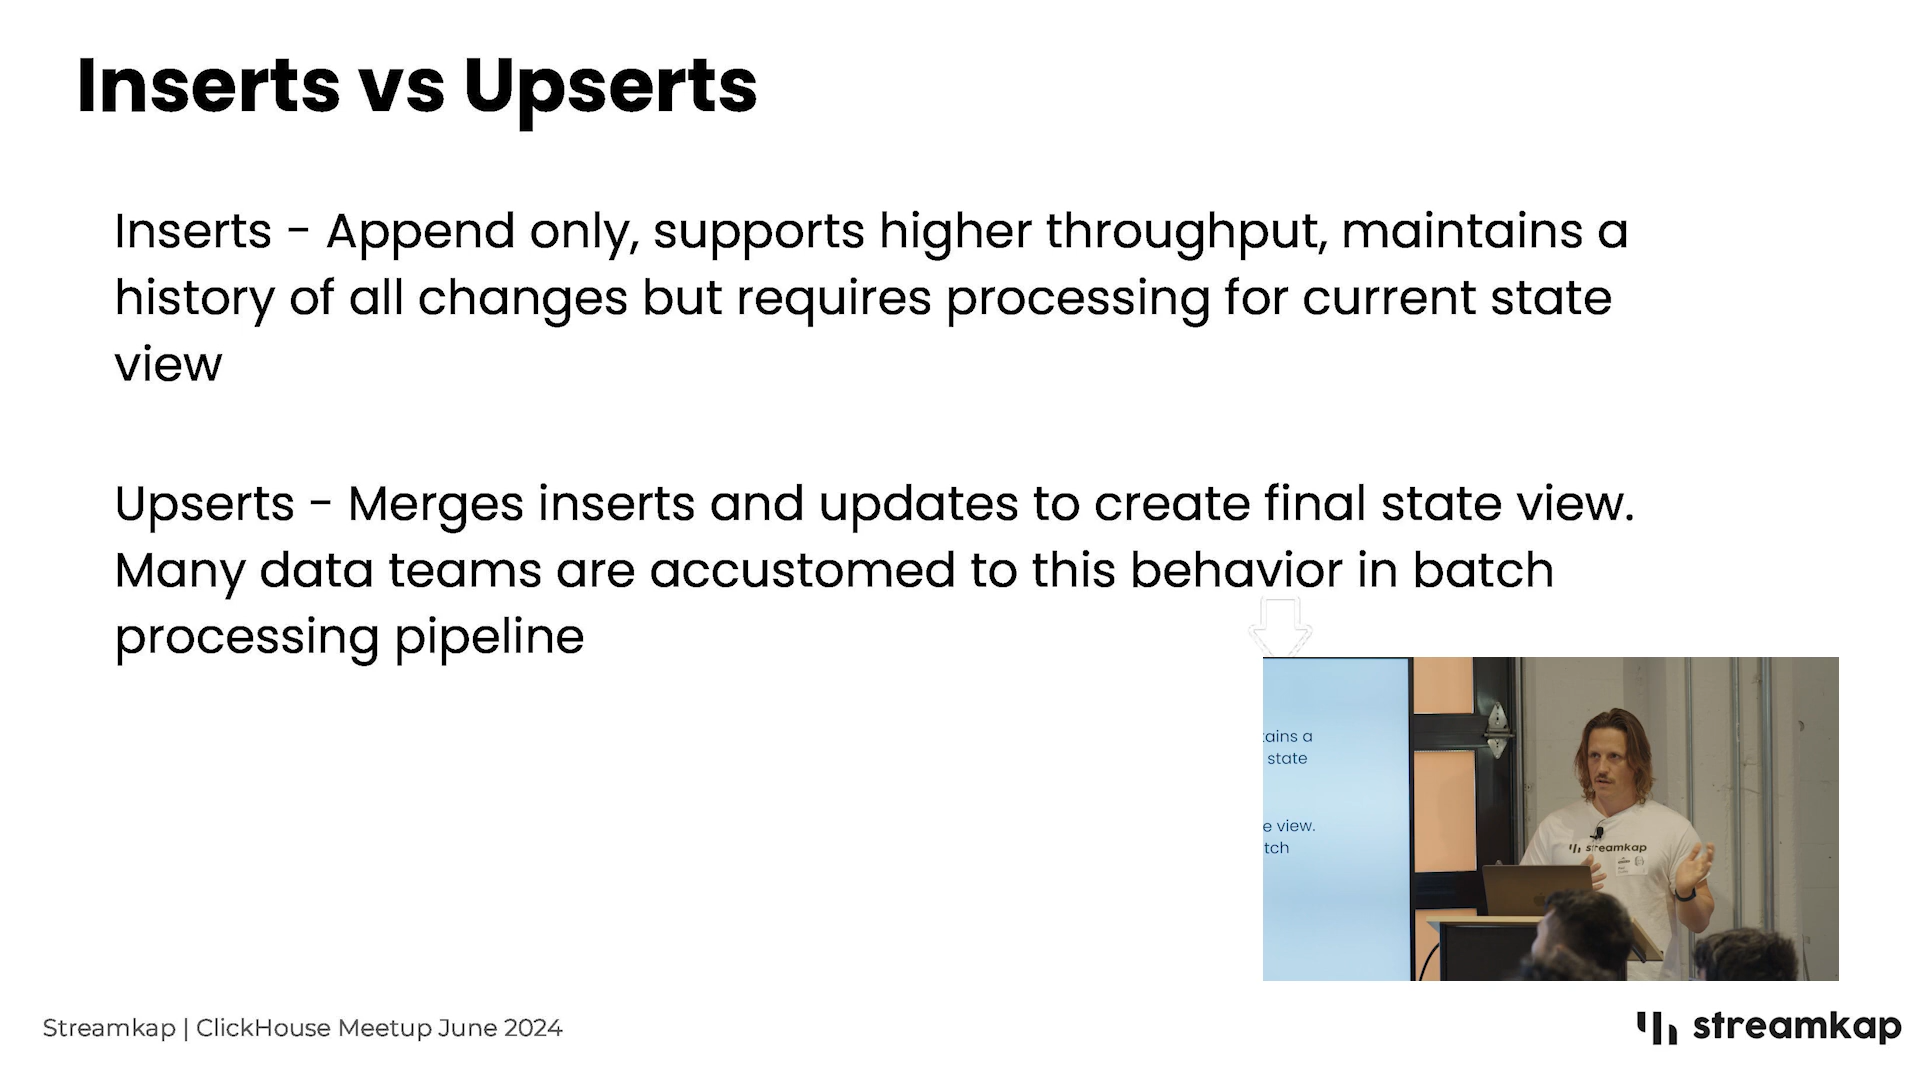 Inserts vs Upserts
Inserts - Append only, supports higher throughput, maintains a
history of all changes but requires processing for current state
view
Upserts - Merges inserts and updates to create final state view.
Many data teams are accustomed to this behavior in batch
processing pipeline
ains a
state
e view.
tch
streamkap
Streamkap | ClickHouse Meetup June 2024
streamkap